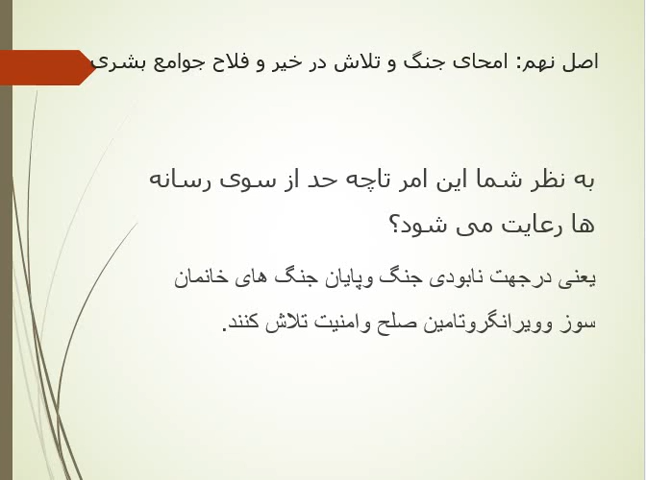 اصل نهم: امحای جنگ و تلاش در خیر و فلاح جوامع بشری
به نظر شما این امر تاچه حد از سوی رسانه
ها رعایت می شود؟
یعنی درجهت نابودی جنگ وپایان جنگ های خانمان
سوز وویرانگروتامین صلح وامنیت تلاش کنند.